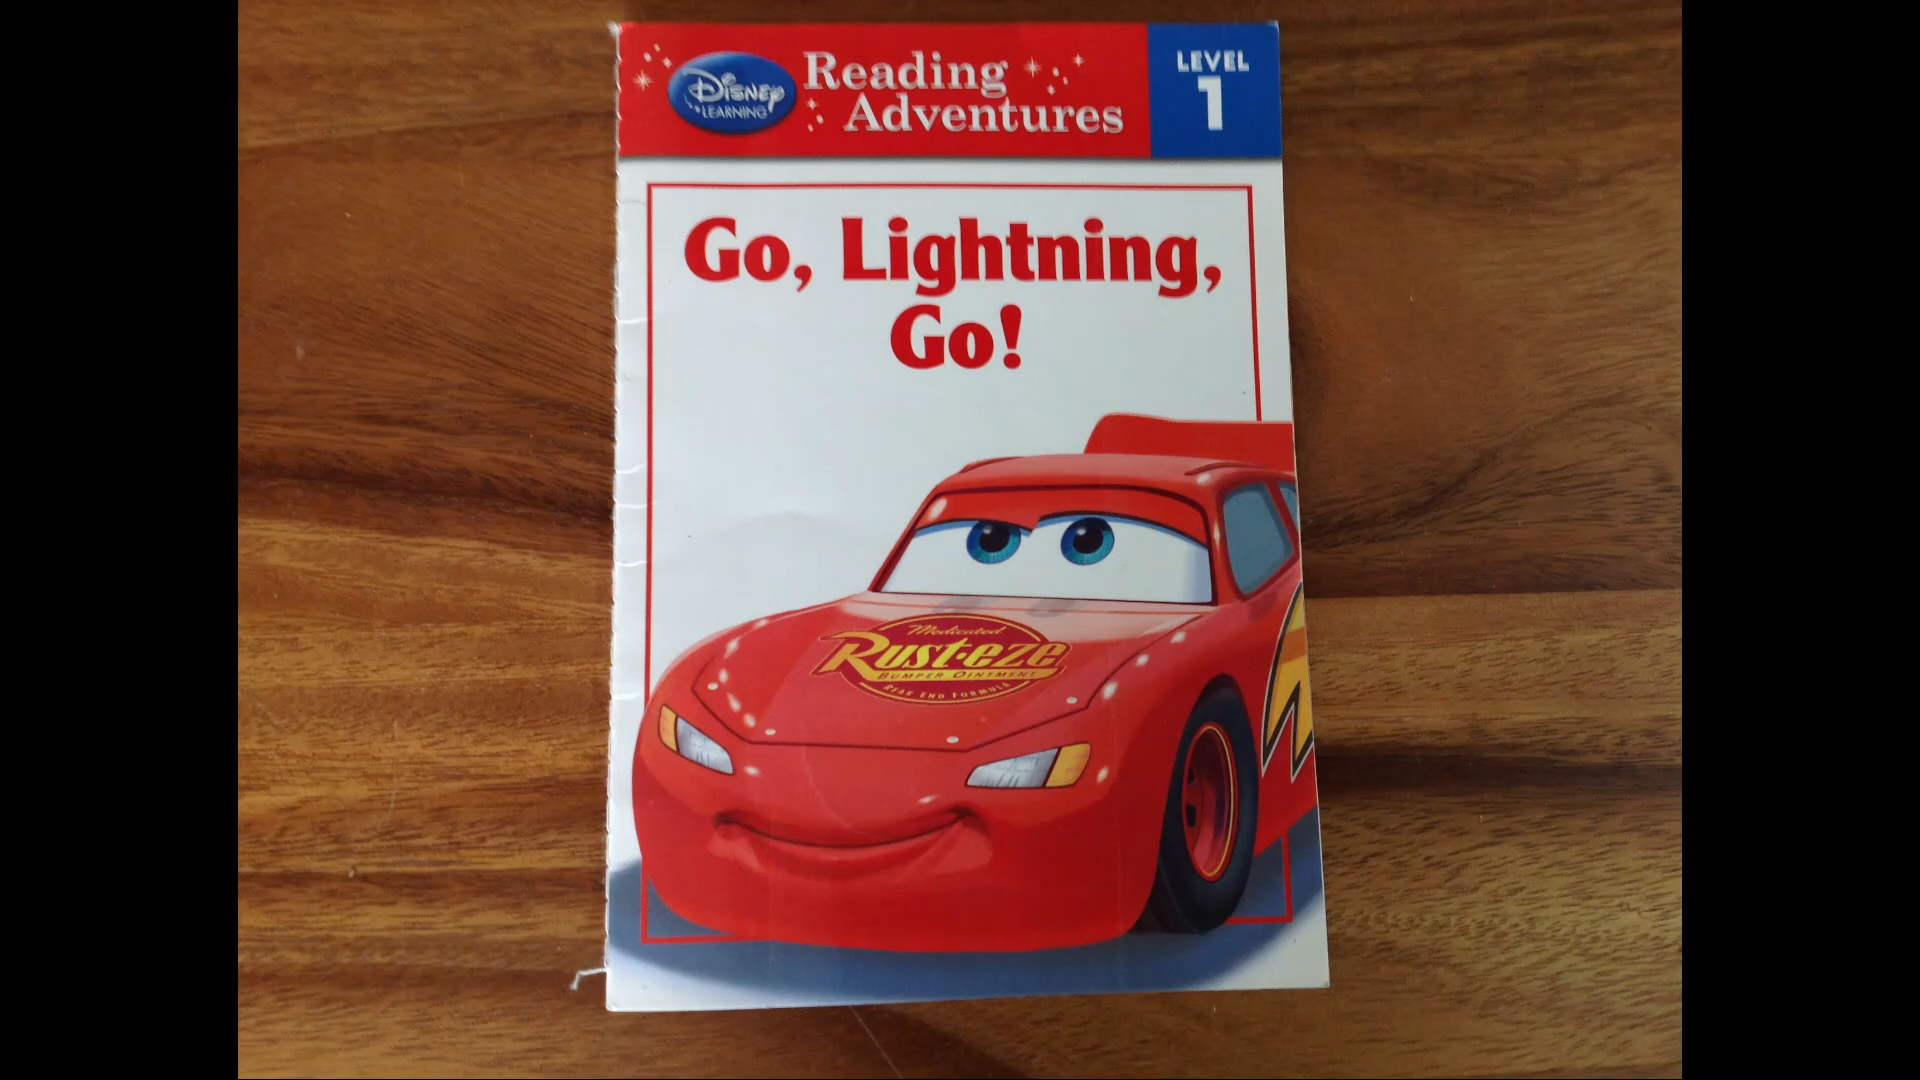 Disney
LEARNING
Reading
Adventures
LEVEL
1
Go, Lightning,
Go!
Medicated
Rust-eze
BUMPER OINTMENT
REAR END FORMULA